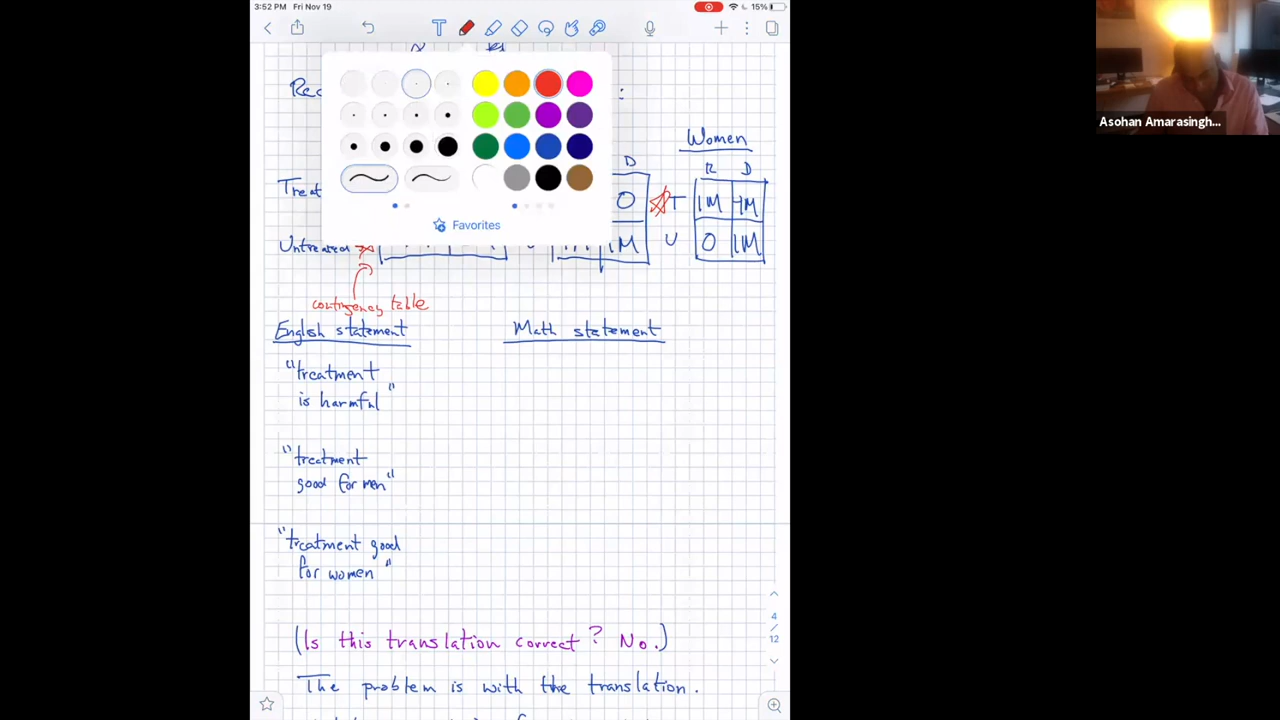 3:52 PM Fri Nov 19
15%
T
Women
R D
D
Treat
O
T
1M 1M
Untreated
U
1M
U
O 1M
contingency table
English statement
Math statement
"treatment
is harmful"
"treatment
good for men"
"treatment good
for women"
(Is this translation correct? No.)
The problem is with the translation.
4
/
12
Favorites
Asohan Amarasingh...